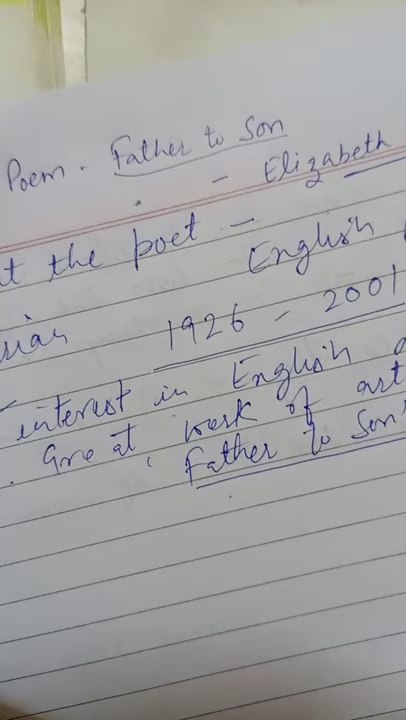 Poem - Father to Son
- Elizabeth
the poet -
English
1926 - 2001
interest in English
Great, work of art
Father to Son